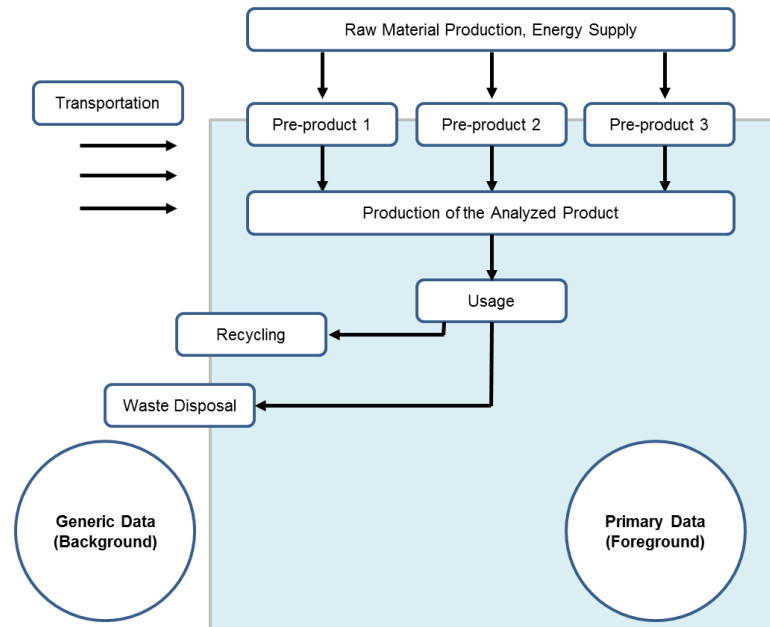 Raw Material Production, Energy Supply
Transportation
Pre-product 1
Pre-product 2
Pre-product 3
Production of the Analyzed Product
Usage
Recycling
Waste Disposal
Generic Data
(Background)
Primary Data
(Foreground)